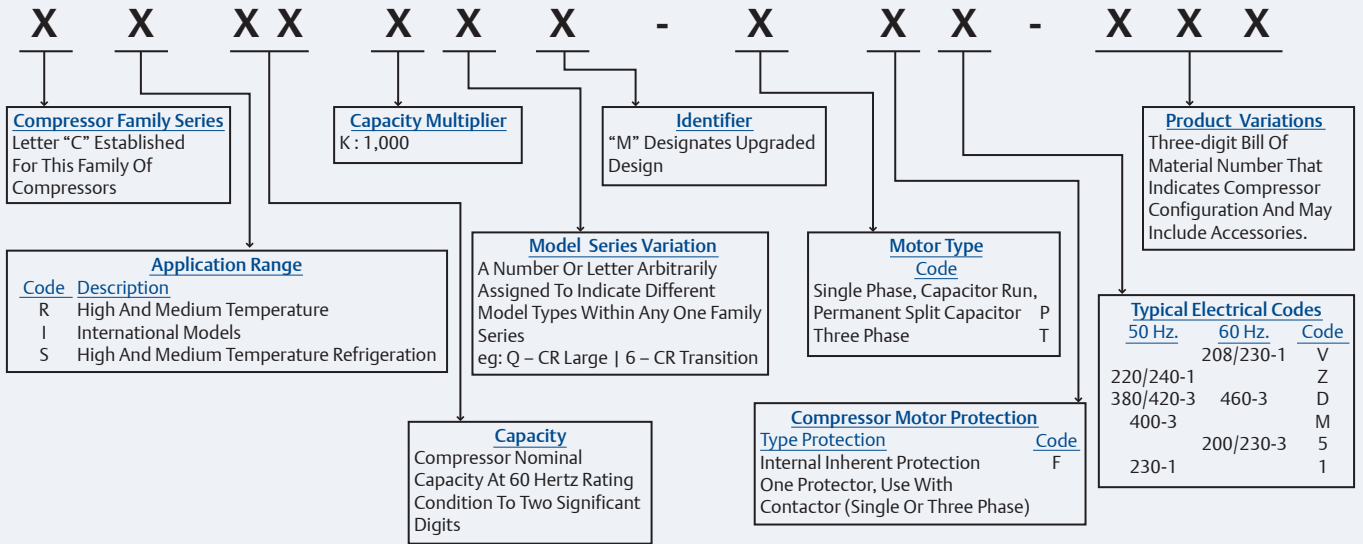 X X X X X X X - X X X - X X X
Compressor Family Series
Letter “C” Established
For This Family Of
Compressors
Capacity Multiplier
K : 1,000
Identifier
“M” Designates Upgraded
Design
Product Variations
Three-digit Bill Of
Material Number That
Indicates Compressor
Configuration And May
Include Accessories.
Application Range
Code Description
R High And Medium Temperature
I International Models
S High And Medium Temperature Refrigeration
Model Series Variation
A Number Or Letter Arbitrarily
Assigned To Indicate Different
Model Types Within Any One Family
Series
eg: Q – CR Large | 6 – CR Transition
Motor Type
Code
Single Phase, Capacitor Run,
Permanent Split Capacitor P
Three Phase T
Typical Electrical Codes
50 Hz. 60 Hz. Code
208/230-1 V
220/240-1 Z
380/420-3 460-3 D
400-3 M
200/230-3 5
230-1 1
Capacity
Compressor Nominal
Capacity At 60 Hertz Rating
Condition To Two Significant
Digits
Compressor Motor Protection
Type Protection Code
Internal Inherent Protection F
One Protector, Use With
Contactor (Single Or Three Phase)